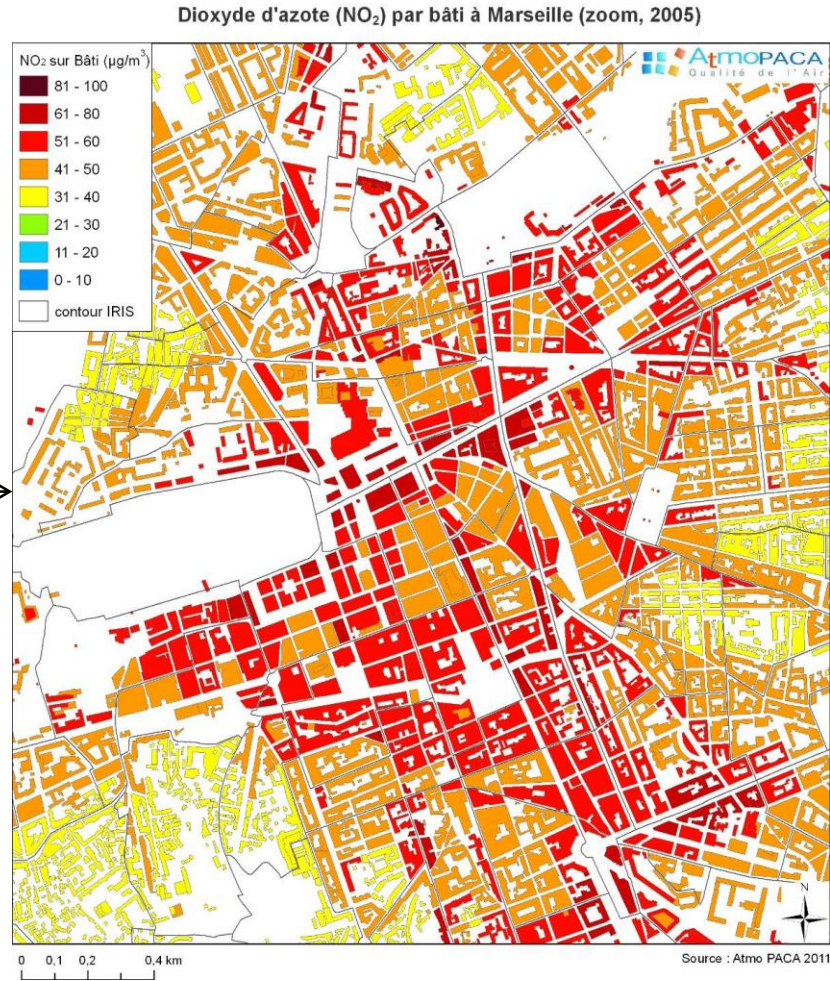 Dioxyde d'azote (NO₂) par bâti à Marseille (zoom, 2005)
NO₂ sur Bâti (µg/m³)
81 - 100
61 - 80
51 - 60
41 - 50
31 - 40
21 - 30
11 - 20
0 - 10
contour IRIS
AtmoPACA
Qualité de l'Air
N
0 0,1 0,2 0,4 km
Source : Atmo PACA 2011